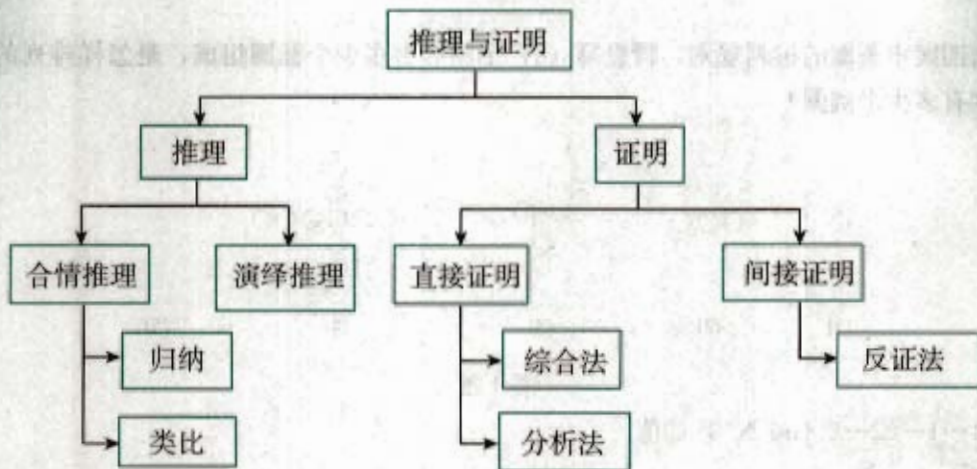 推理与证明
推理
证明
合情推理
演绎推理
直接证明
间接证明
归纳
综合法
反证法
类比
分析法